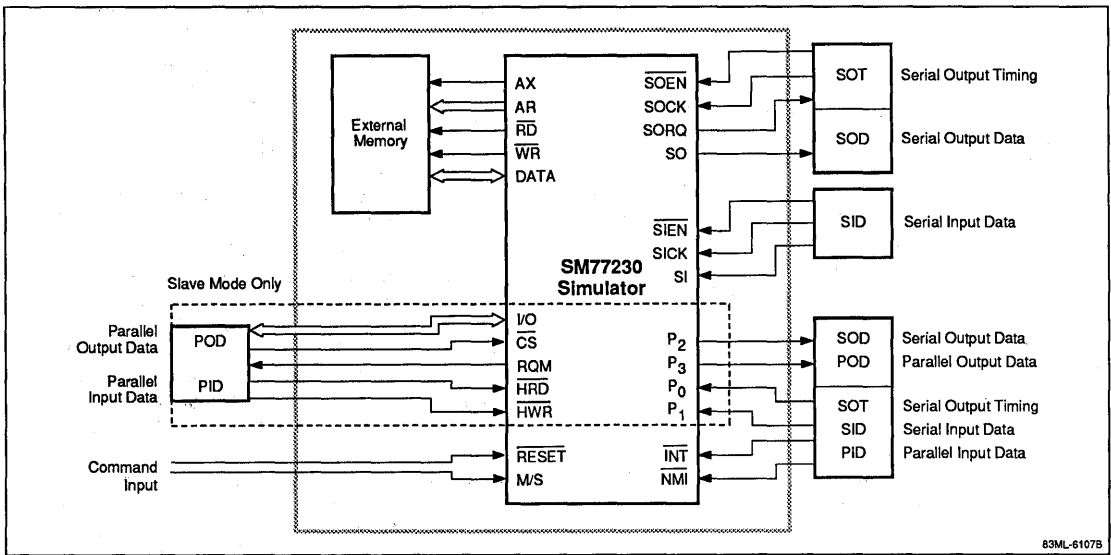 External
Memory
AX
AR
RD
WR
DATA
SM77230
Simulator
SOEN
SOCK
SORQ
SO
SIEN
SICK
SI
SOT
Serial Output Timing
SOD
Serial Output Data
SID
Serial Input Data
Slave Mode Only
Parallel
Output Data
Parallel
Input Data
POD
PID
I/O
CS
RQM
HRD
HWR
P2
P3
P0
P1
SOD
Serial Output Data
POD
Parallel Output Data
SOT
Serial Output Timing
SID
Serial Input Data
PID
Parallel Input Data
Command
Input
RESET
M/S
INT
NMI
83ML-6107B